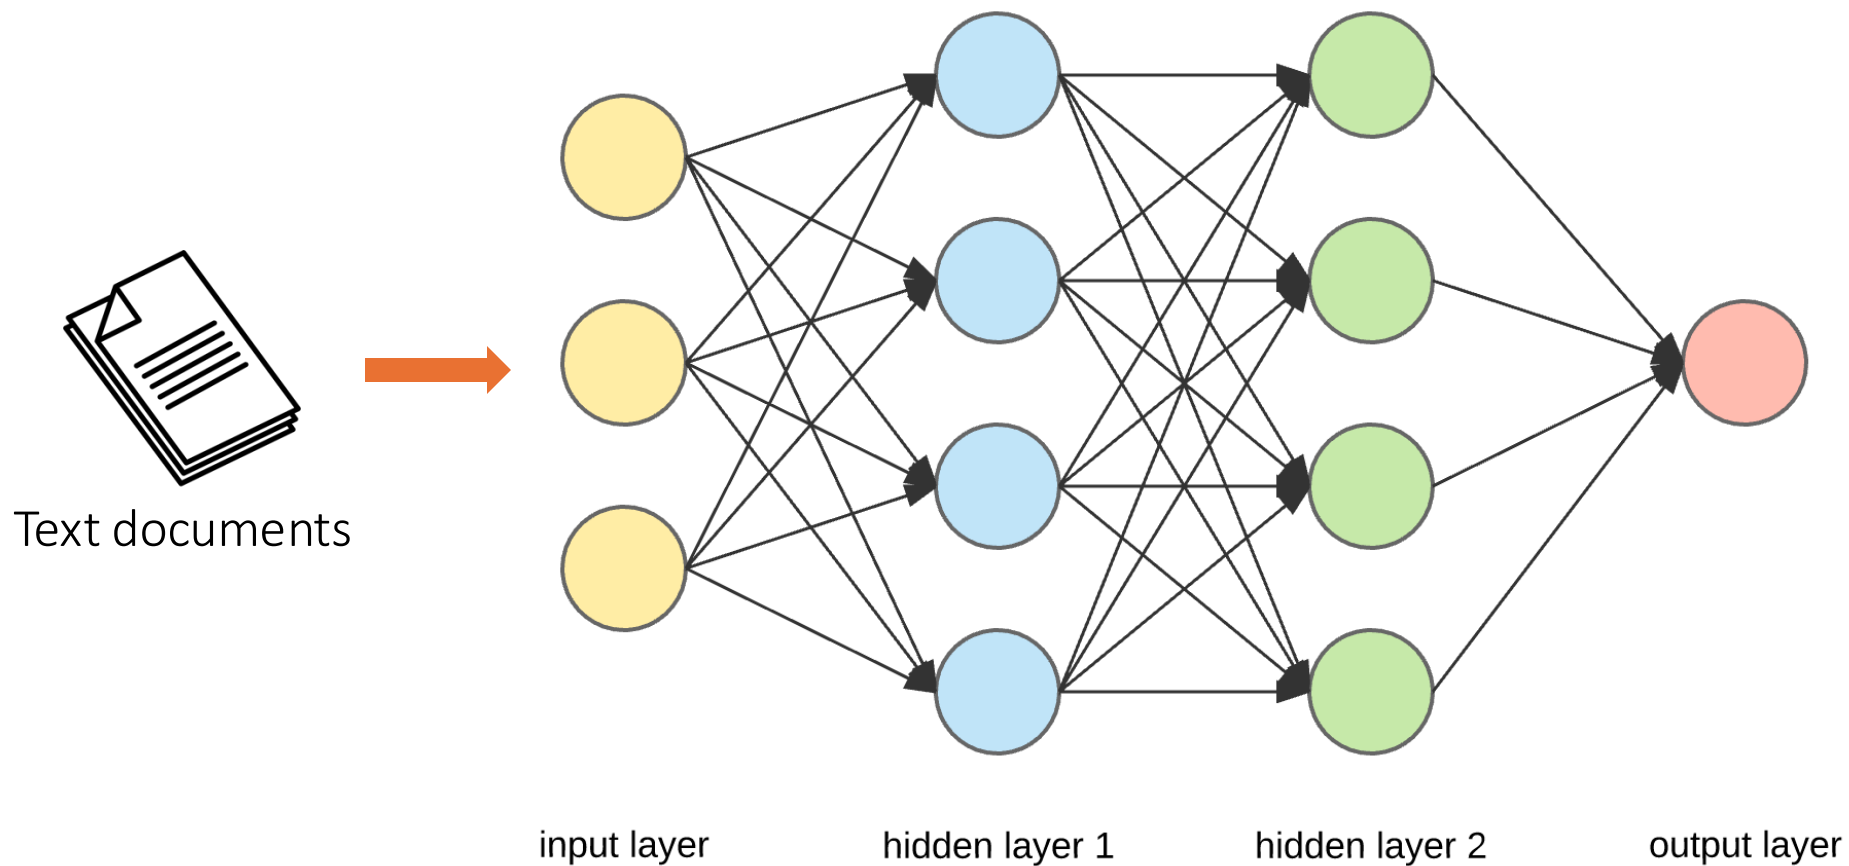 Text documents
input layer
hidden layer 1
hidden layer 2
output layer